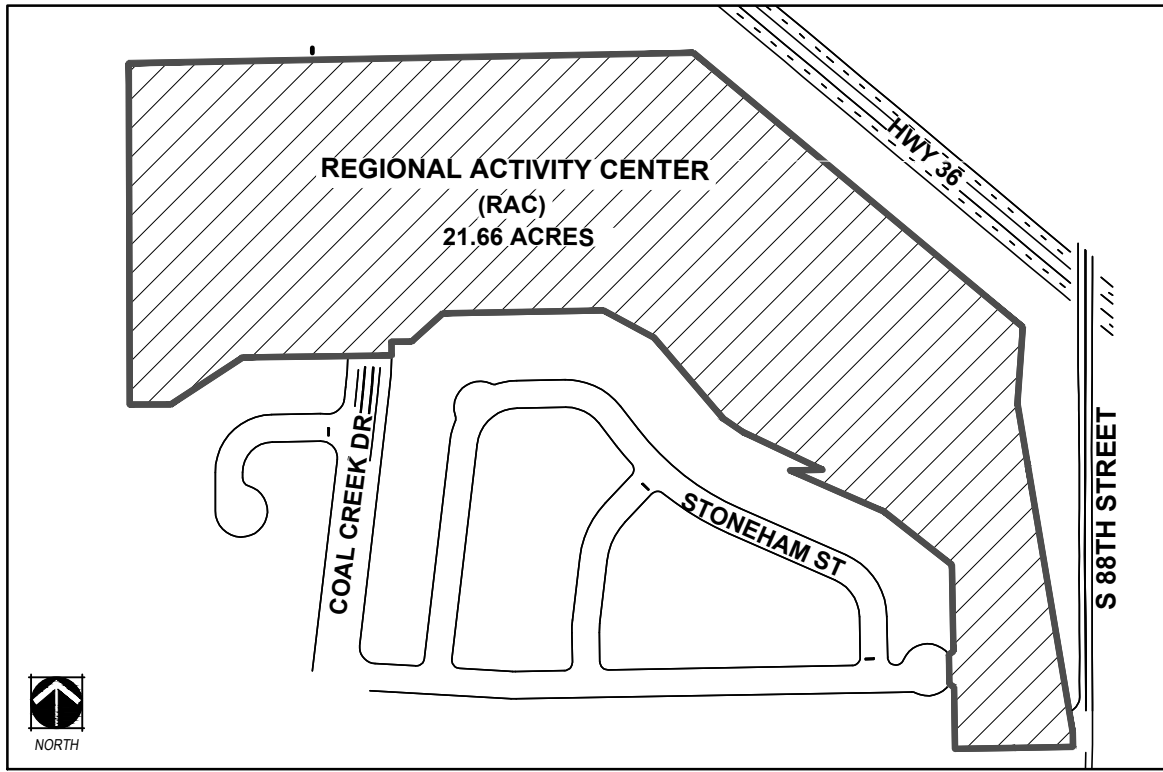 HWY 36
REGIONAL ACTIVITY CENTER
(RAC)
21.66 ACRES
COAL CREEK DR
STONEHAM ST
S 88TH STREET
NORTH